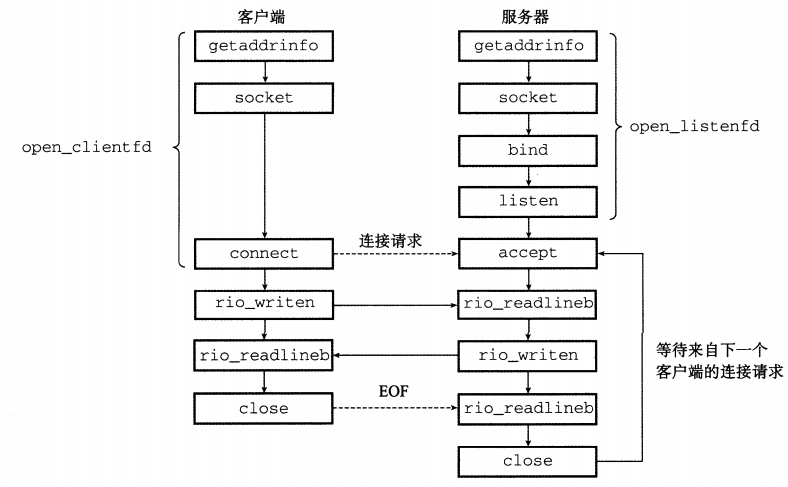 客户端
服务器
getaddrinfo
getaddrinfo
socket
socket
open_clientfd
open_listenfd
bind
listen
connect
连接请求
accept
rio_writen
rio_readlineb
rio_readlineb
rio_writen
等待来自下一个
客户端的连接请求
close
EOF
rio_readlineb
close